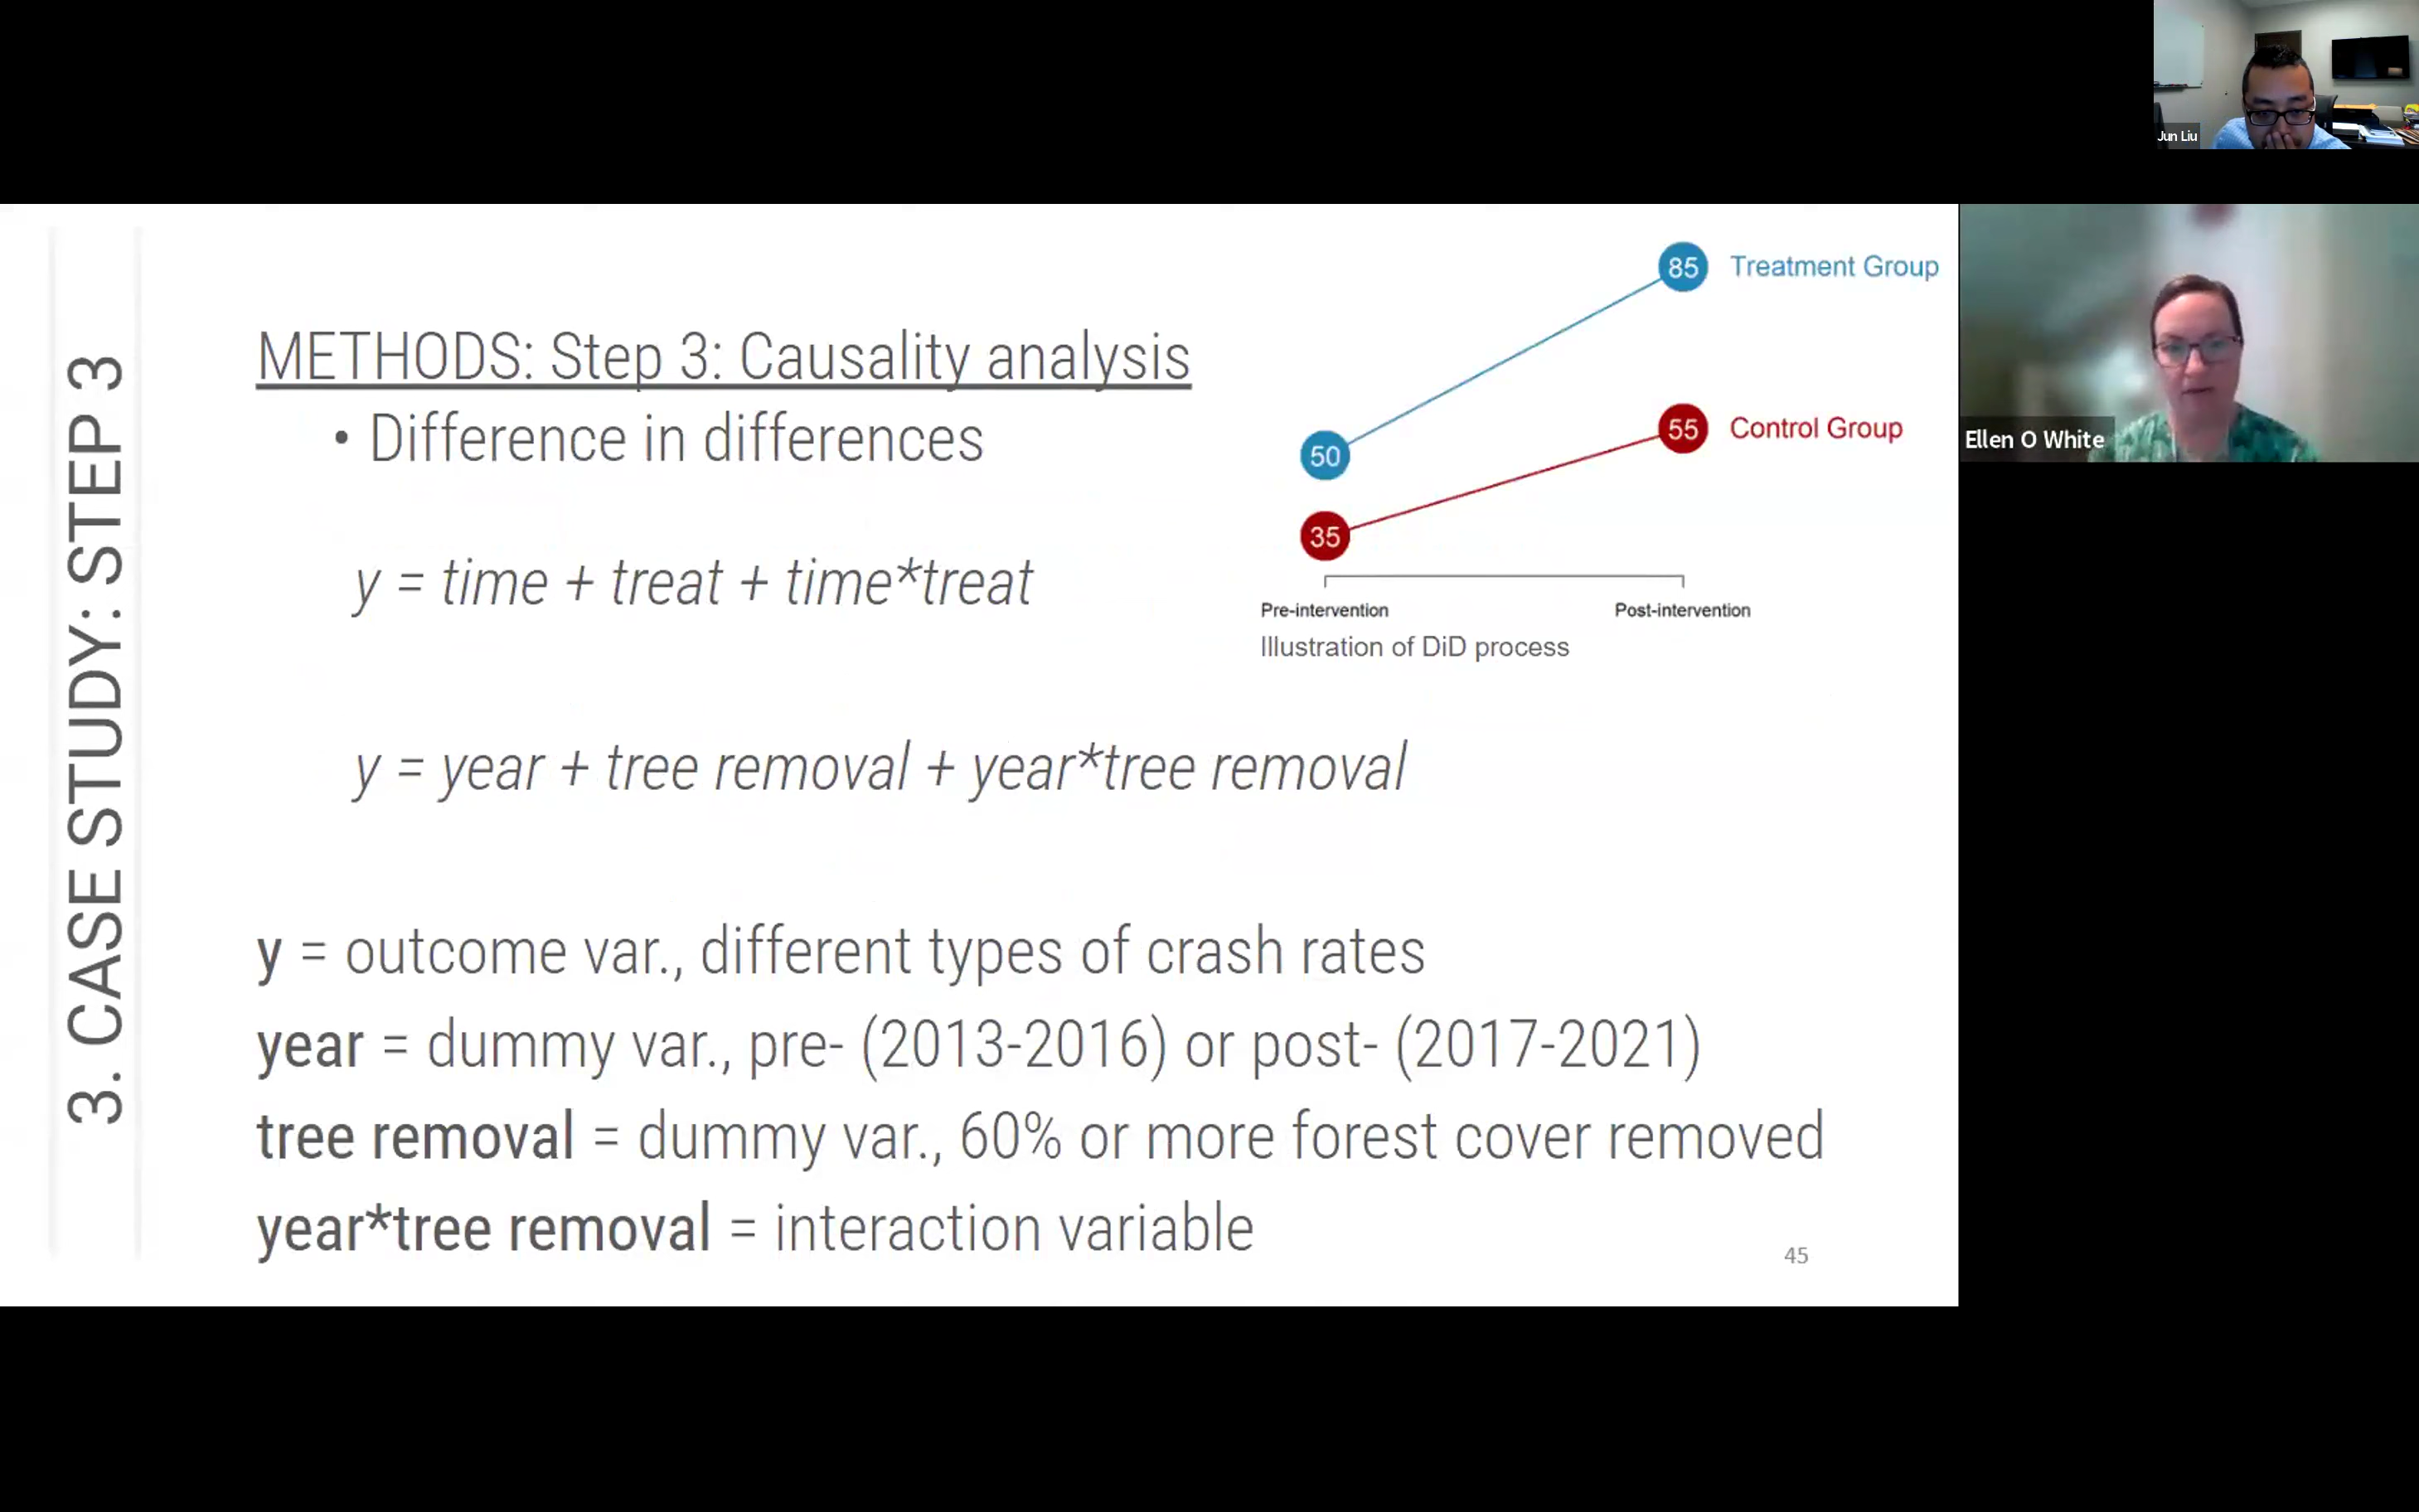 Jun Liu
Ellen O White
3. CASE STUDY: STEP 3
METHODS: Step 3: Causality analysis
• Difference in differences
y = time + treat + time*treat
y = year + tree removal + year*tree removal
85 Treatment Group
55 Control Group
50
35
Pre-intervention Post-intervention
Illustration of DiD process
y = outcome var., different types of crash rates
year = dummy var., pre- (2013-2016) or post- (2017-2021)
tree removal = dummy var., 60% or more forest cover removed
year*tree removal = interaction variable
45